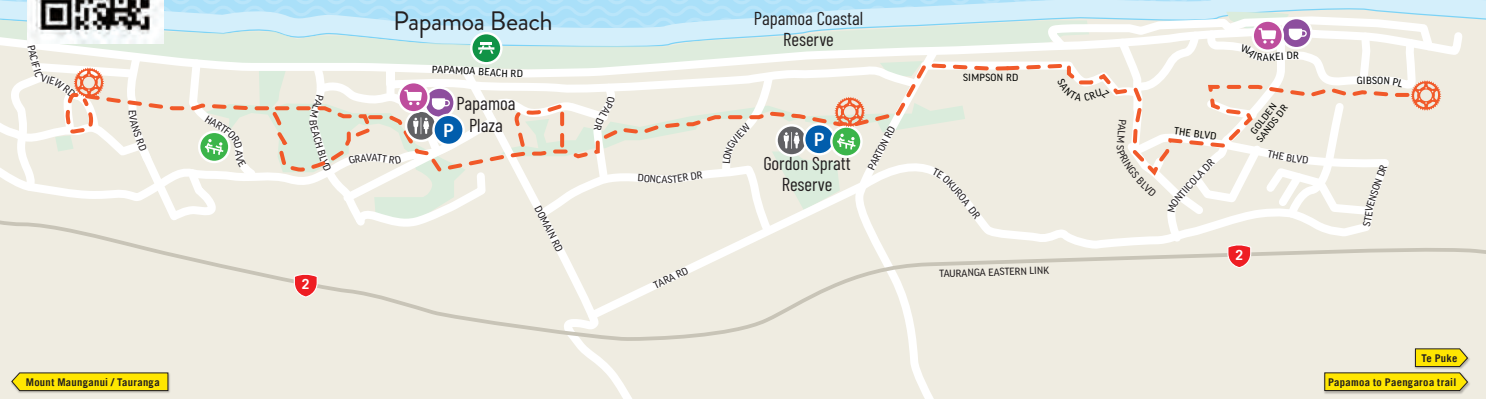 Papamoa Beach
Papamoa Coastal
Reserve
PACIFIC VIEW RD
PAPAMOA BEACH RD
WAIRAKEI DR
SIMPSON RD
GIBSON PL
SANTA CRUZ
EVANS RD
HARTFORD AVE
PALM BEACH BLVD
Papamoa
Plaza
P
OPAL DR
GRAVATT RD
LONGVIEW
P
Gordon Spratt
Reserve
PARTON RD
PALM SPRINGS BLVD
THE BLVD
GOLDEN
SANDS DR
THE BLVD
MONTIICOLA DR
STEVENSON DR
DONCASTER DR
TE OKUROA DR
DOMAIN RD
TARA RD
TAURANGA EASTERN LINK
2
2
Mount Maunganui / Tauranga
Te Puke
Papamoa to Paengaroa trail